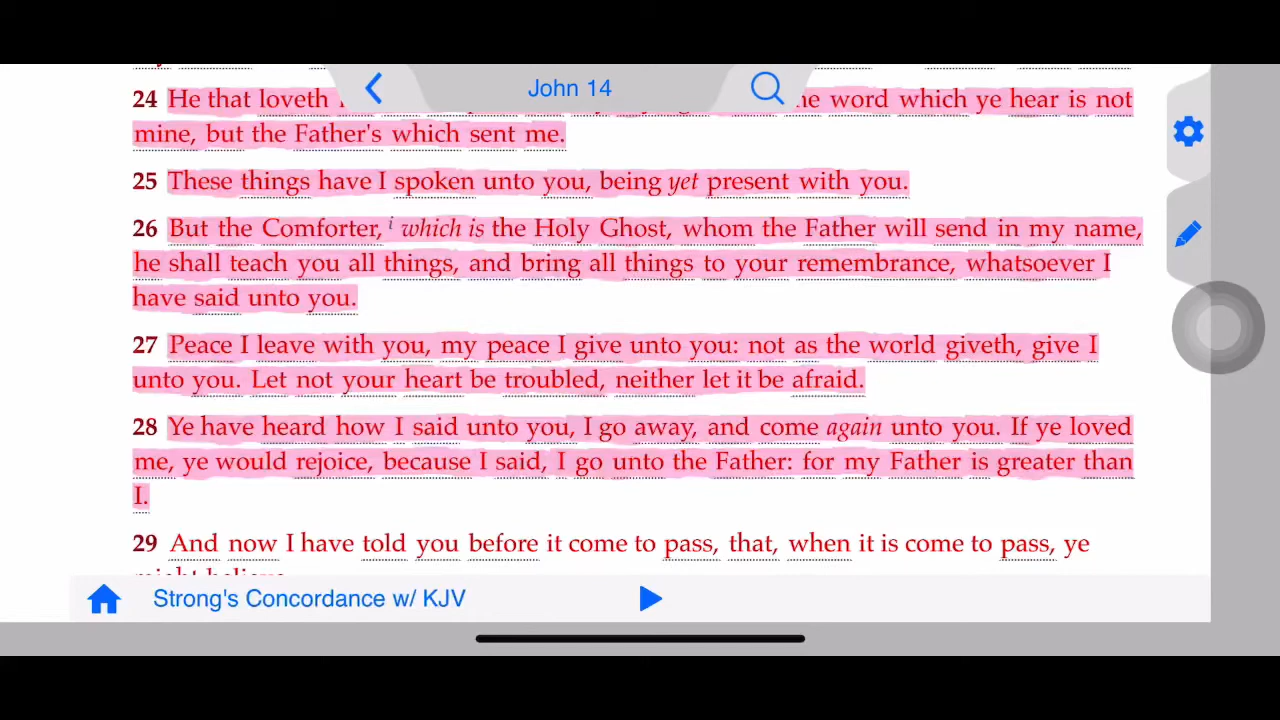 John 14
24 He that loveth he word which ye hear is not
mine, but the Father's which sent me.
25 These things have I spoken unto you, being yet present with you.
26 But the Comforter, i which is the Holy Ghost, whom the Father will send in my name,
he shall teach you all things, and bring all things to your remembrance, whatsoever I
have said unto you.
27 Peace I leave with you, my peace I give unto you: not as the world giveth, give I
unto you. Let not your heart be troubled, neither let it be afraid.
28 Ye have heard how I said unto you, I go away, and come again unto you. If ye loved
me, ye would rejoice, because I said, I go unto the Father: for my Father is greater than
I.
29 And now I have told you before it come to pass, that, when it is come to pass, ye
might believe.
Strong's Concordance w/ KJV